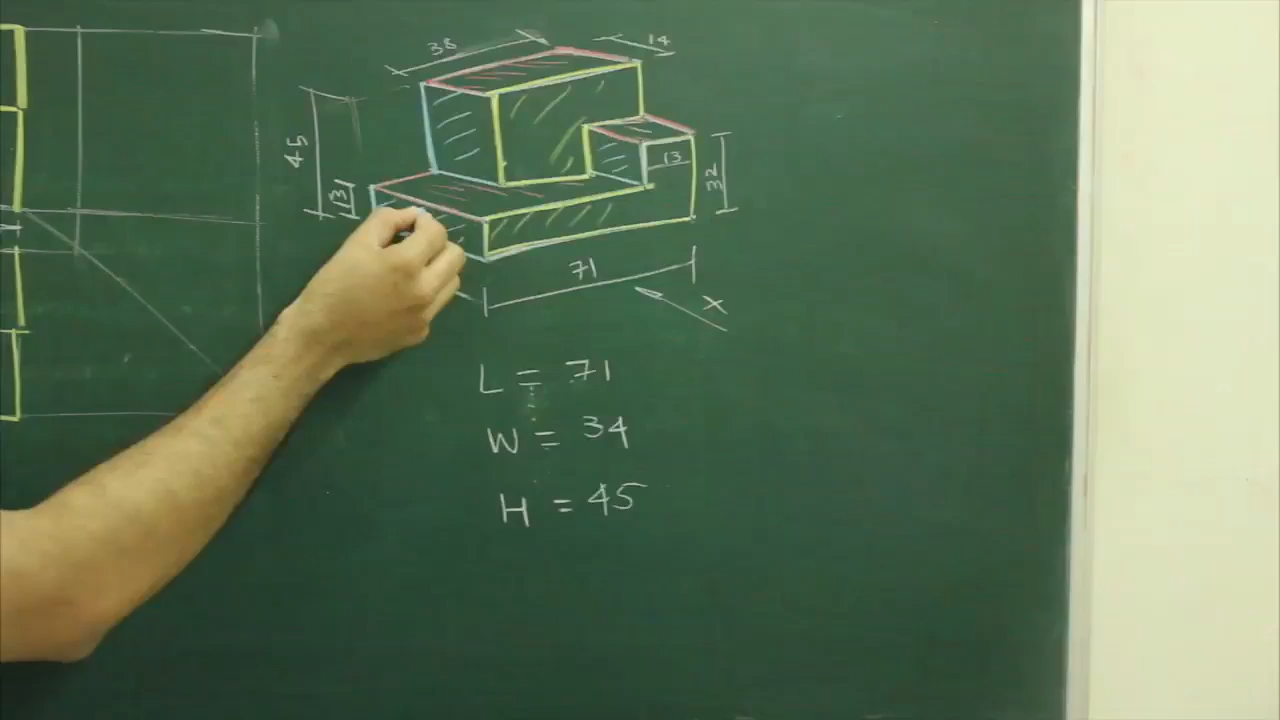 38
14
45
13
13
32
71
X
L = 71
W = 34
H = 45